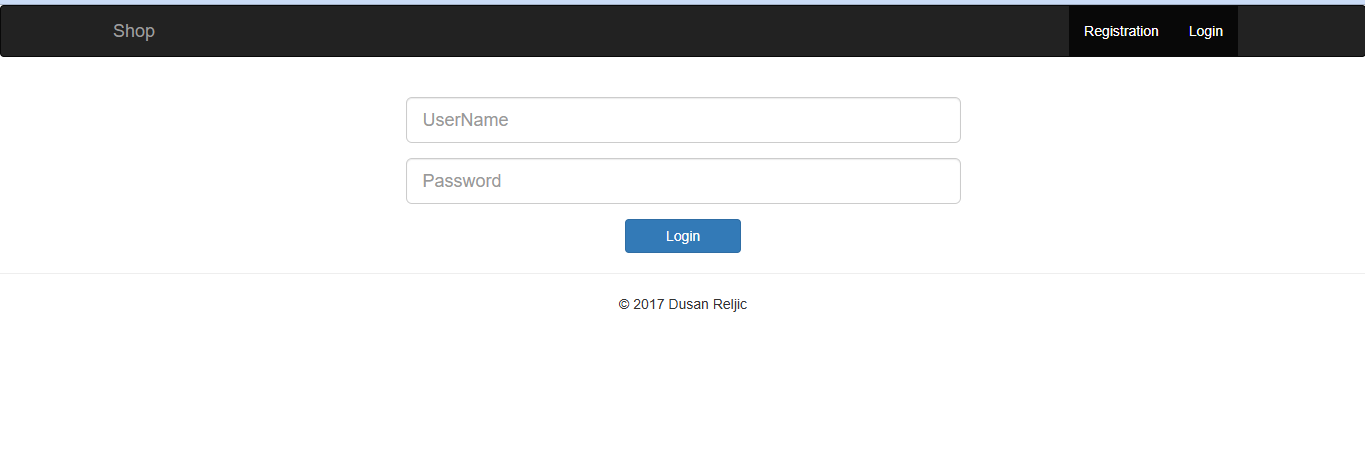 Shop Registration Login
UserName
Password
Login
© 2017 Dusan Reljic